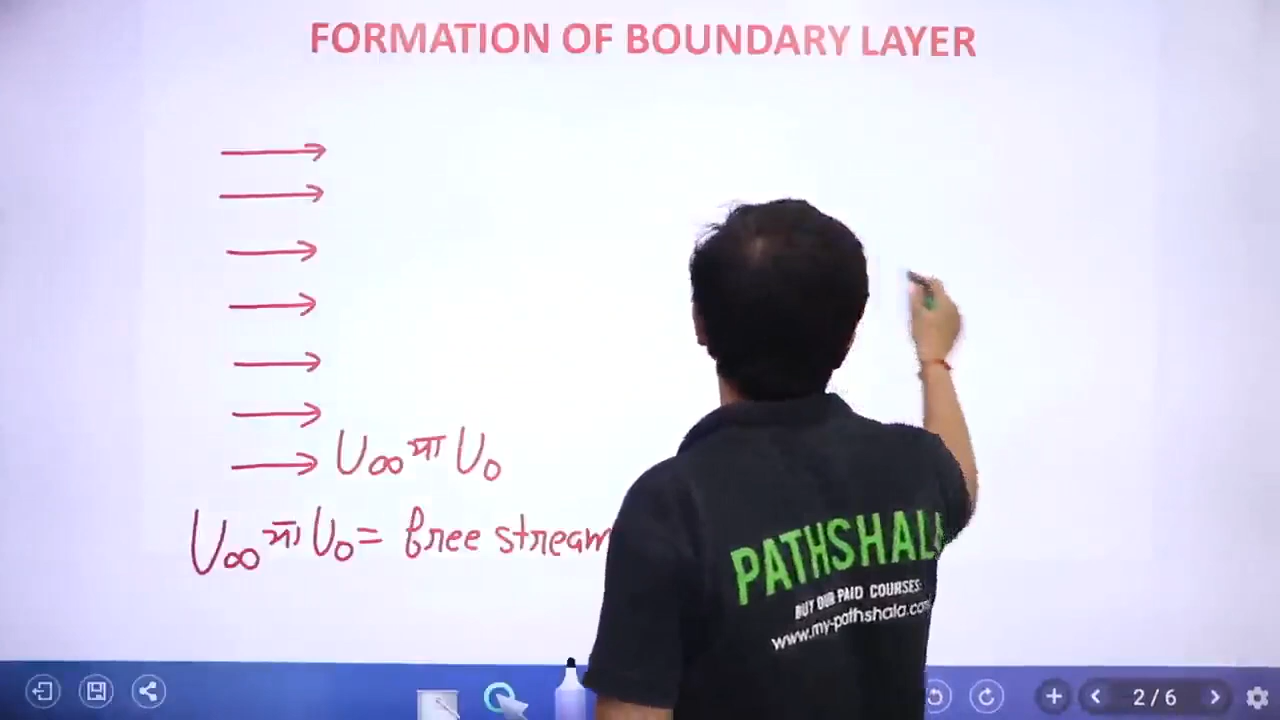 FORMATION OF BOUNDARY LAYER
U∞ या U0
U∞ या U0 = free stream
PATHSHALA
BUY OUR PAID COURSES:
www.my-pathshala.com
2 / 6